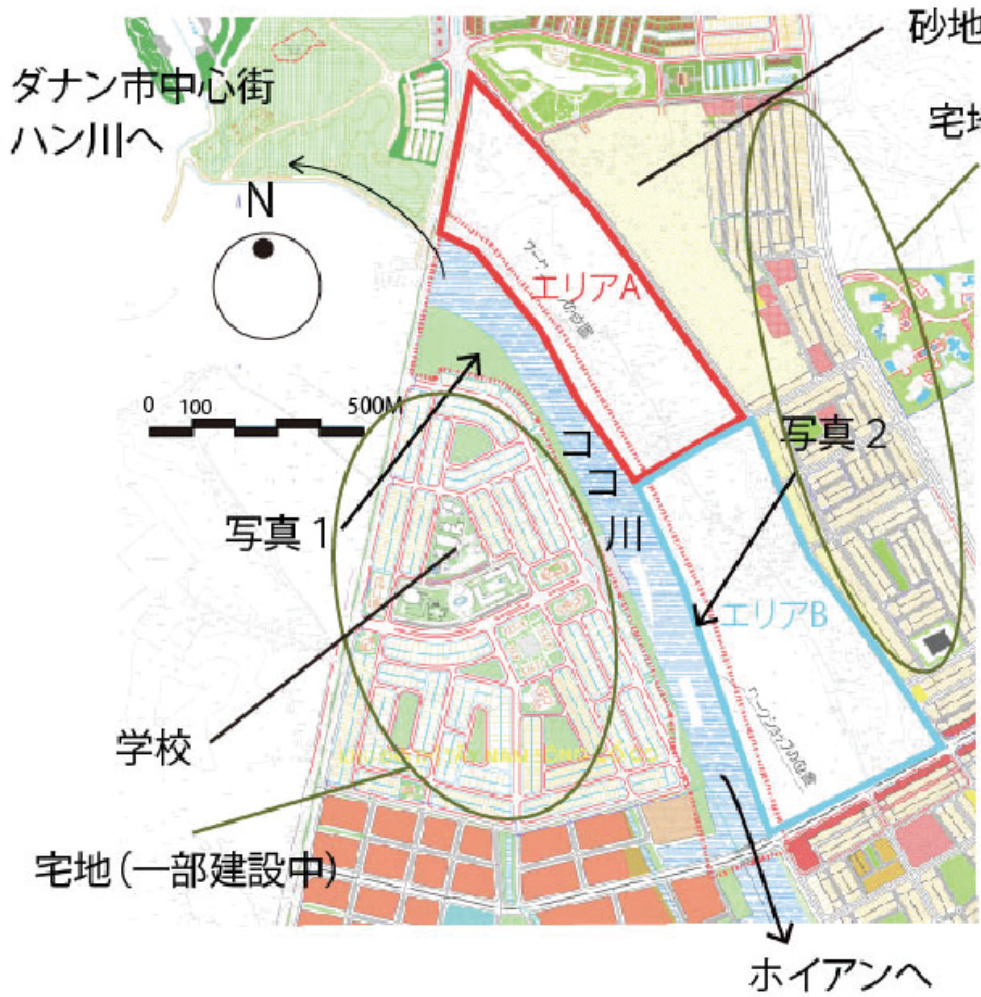 砂地
ダナン市中心街
ハン川へ
宅地
N
エリアA
0 100 500M
写真2
ココ川
写真1
エリアB
学校
宅地(一部建設中)
ホイアンへ